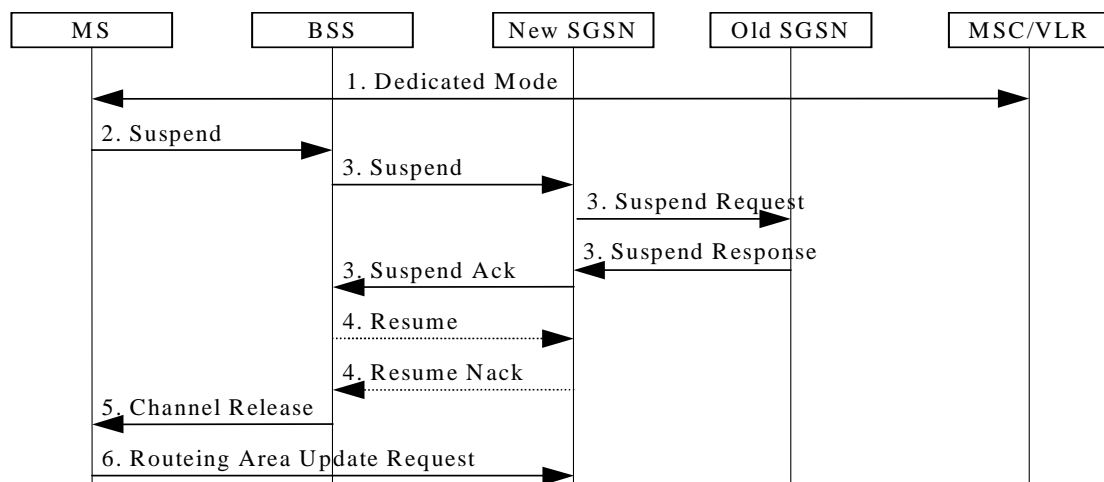 MS BSS New SGSN Old SGSN MSC/VLR
1. Dedicated Mode
2. Suspend
3. Suspend
3. Suspend Request
3. Suspend Response
3. Suspend Ack
4. Resume
4. Resume Nack
5. Channel Release
6. Routeing Area Update Request